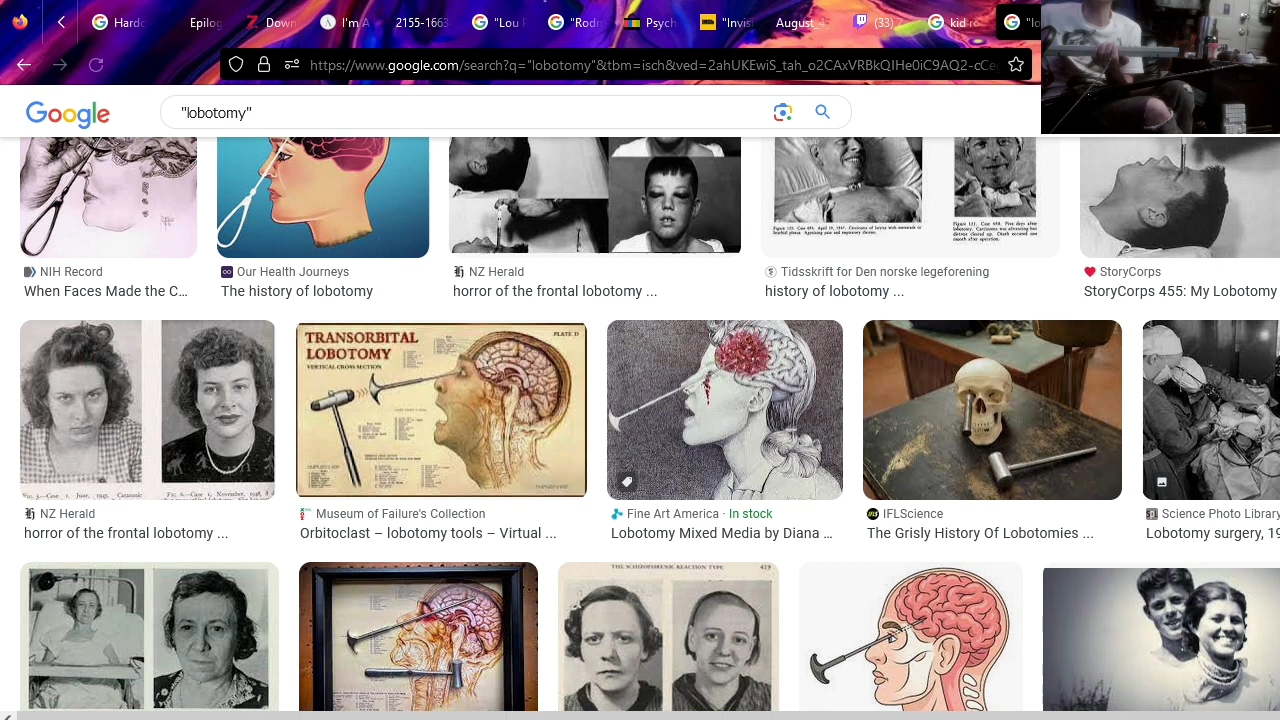 Hardc
Epilog
Down
I'm A
2155-1663
"Lou F
"Rodn
Psych
"Invis
August_4
(33)
kid ro
"lo
https://www.google.com/search?q="lobotomy"&tbm=isch&ved=2ahUKEwiS_tah_o2CAxVRBkQIHe0iC9AQ2-cCe
Google
"lobotomy"
NIH Record
When Faces Made the C...
Our Health Journeys
The history of lobotomy
NZ Herald
horror of the frontal lobotomy ...
Tidsskrift for Den norske legeforening
history of lobotomy ...
StoryCorps
StoryCorps 455: My Lobotomy
TRANSORBITAL
LOBOTOMY
VERTICAL CROSS SECTION
PLATE D
NZ Herald
horror of the frontal lobotomy ...
Museum of Failure's Collection
Orbitoclast – lobotomy tools – Virtual ...
Fine Art America · In stock
Lobotomy Mixed Media by Diana ...
IFLScience
The Grisly History Of Lobotomies ...
Science Photo Library
Lobotomy surgery, 19
THE SCHIZOPHRENIC REACTION TYPE 419